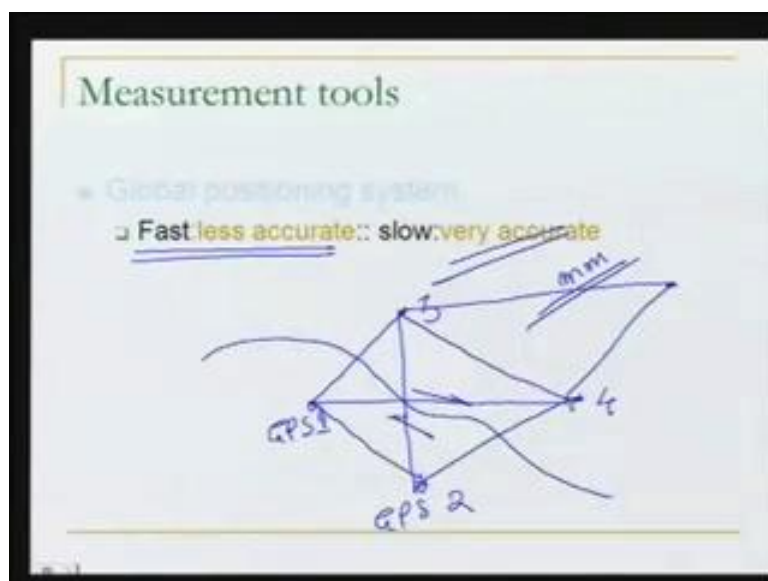 Measurement tools
Global positioning system
Fast:less accurate:: slow:very accurate
mm
3
4
GPS1
GPS 2